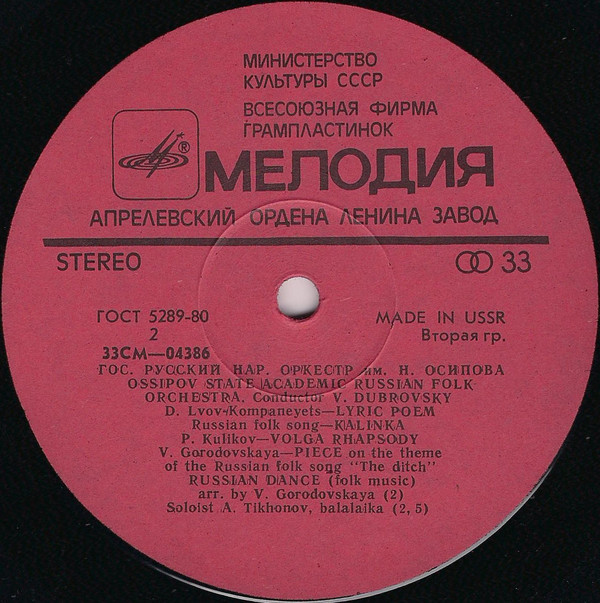 МИНИСТЕРСТВО
КУЛЬТУРЫ СССР
ВСЕСОЮЗНАЯ ФИРМА
ГРАМПЛАСТИНОК
®
МЕЛОДИЯ
АПРЕЛЕВСКИЙ ОРДЕНА ЛЕНИНА ЗАВОД
STEREO
33
ГОСТ 5289-80
MADE IN USSR
2
Вторая гр.
33СМ—04386
ГОС. РУССКИЙ НАР. ОРКЕСТР им. Н. ОСИПОВА
OSSIPOV STATE ACADEMIC RUSSIAN FOLK
ORCHESTRA. Conductor V. DUBROVSKY
D. Lvov-Kompaneyets—LYRIC POEM
Russian folk song—KALINKA
P. Kulikov—VOLGA RHAPSODY
V. Gorodovskaya—PIECE on the theme
of the Russian folk song "The ditch"
RUSSIAN DANCE (folk music)
arr. by V. Gorodovskaya (2)
Soloist A. Tikhonov, balalaika (2, 5)